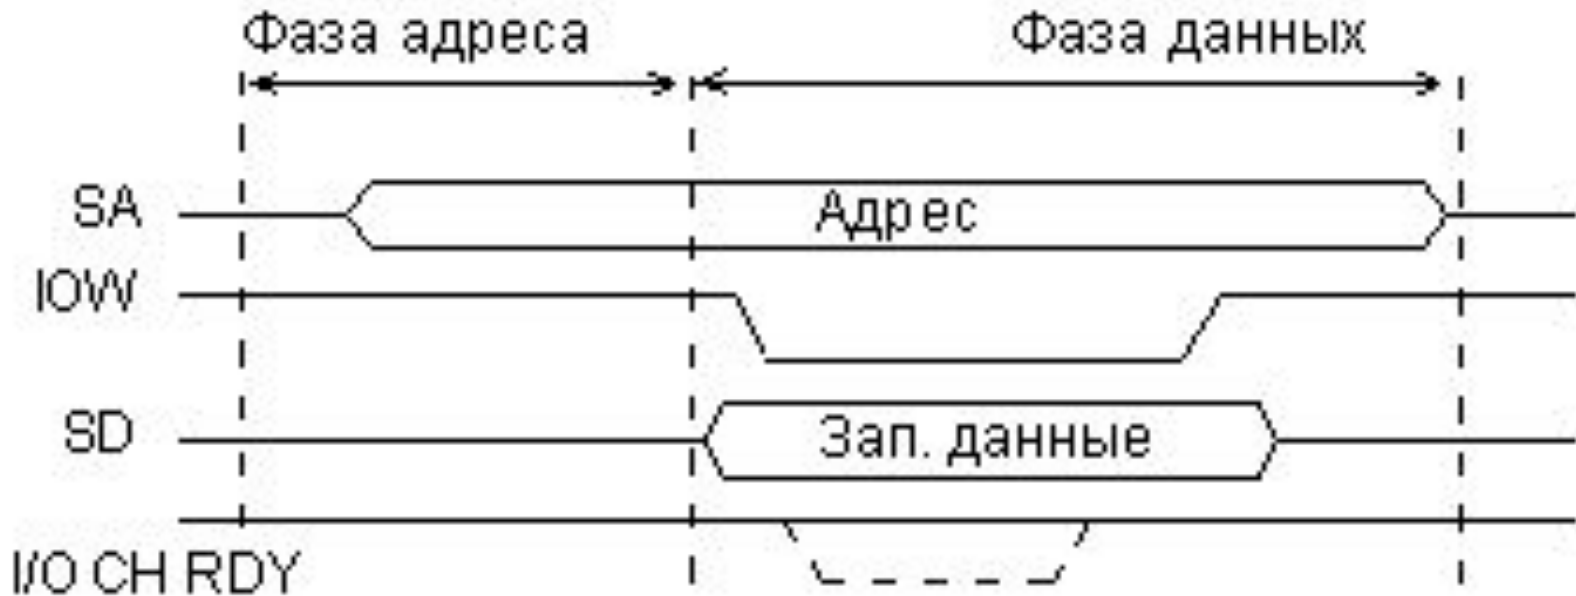 Фаза адреса Фаза данных
SA Адрес
IOW
SD Зап. данные
I/O CH RDY